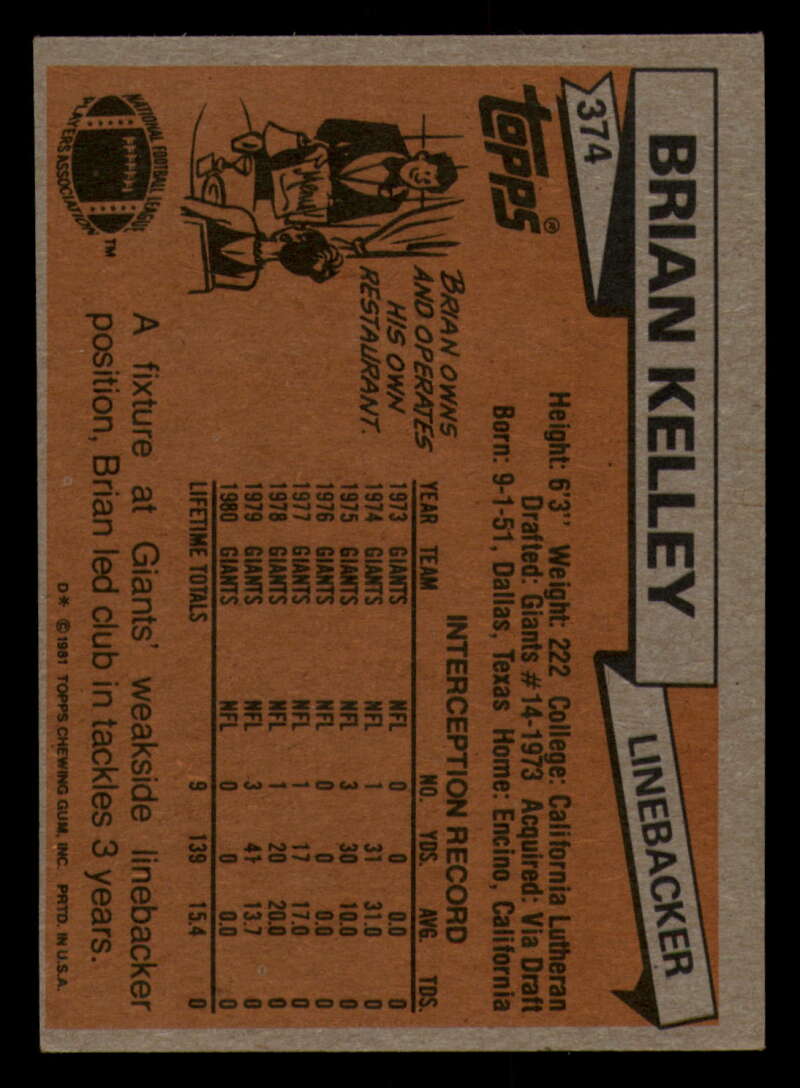 374
BRIAN KELLEY
LINEBACKER
Topps®
Height: 6'3" Weight: 222 College: California Lutheran
Drafted: Giants #14-1973 Acquired: Via Draft
Born: 9-1-51, Dallas, Texas Home: Encino, California
Menu
BRIAN OWNS
AND OPERATES
HIS OWN
RESTAURANT.
INTERCEPTION RECORD
YEAR TEAM NO. YDS. AVG. TDS.
1973 GIANTS NFL 0 0 0.0 0
1974 GIANTS NFL 1 31 31.0 0
1975 GIANTS NFL 3 30 10.0 0
1976 GIANTS NFL 0 0 0.0 0
1977 GIANTS NFL 1 17 17.0 0
1978 GIANTS NFL 1 20 20.0 0
1979 GIANTS NFL 3 41 13.7 0
1980 GIANTS NFL 0 0 0.0 0
LIFETIME TOTALS 9 139 15.4 0
NATIONAL FOOTBALL LEAGUE
PLAYERS ASSOCIATION
TM
A fixture at Giants' weakside linebacker
position, Brian led club in tackles 3 years.
D* © 1981 TOPPS CHEWING GUM, INC. PRTD. IN U.S.A.